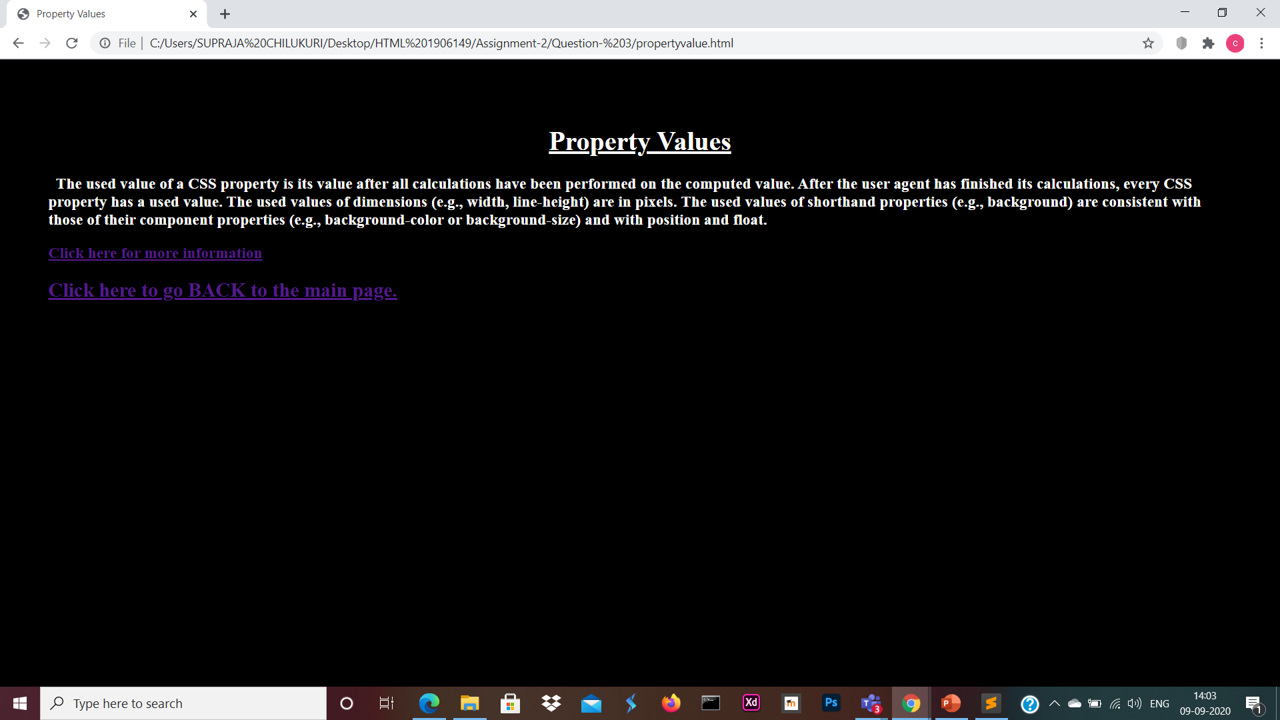 Property Values
File
C:/Users/SUPRAJA%20CHILUKURI/Desktop/HTML%201906149/Assignment-2/Question-%203/propertyvalue.html
c
Property Values
The used value of a CSS property is its value after all calculations have been performed on the computed value. After the user agent has finished its calculations, every CSS
property has a used value. The used values of dimensions (e.g., width, line-height) are in pixels. The used values of shorthand properties (e.g., background) are consistent with
those of their component properties (e.g., background-color or background-size) and with position and float.
Click here for more information
Click here to go BACK to the main page.
Type here to search
Xd
m
Ps
T
3
P
S
?
ENG
14:03
09-09-2020
1